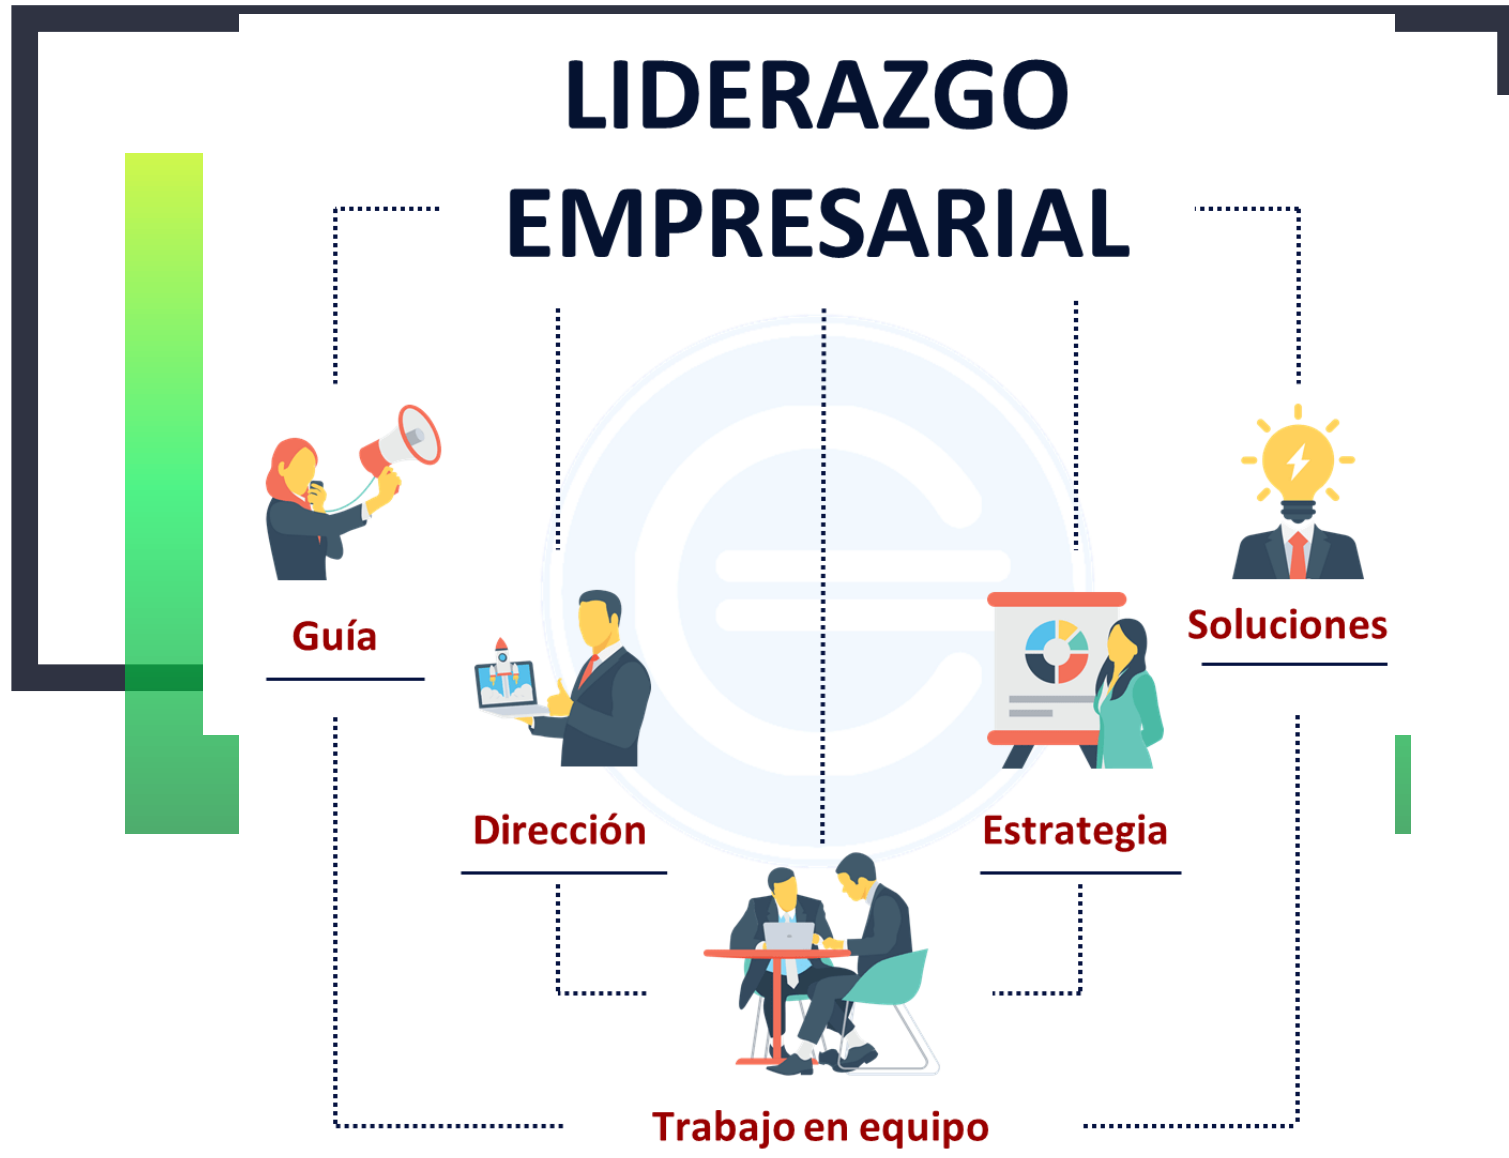 LIDERAZGO
EMPRESARIAL
Guía
Soluciones
Dirección
Estrategia
Trabajo en equipo